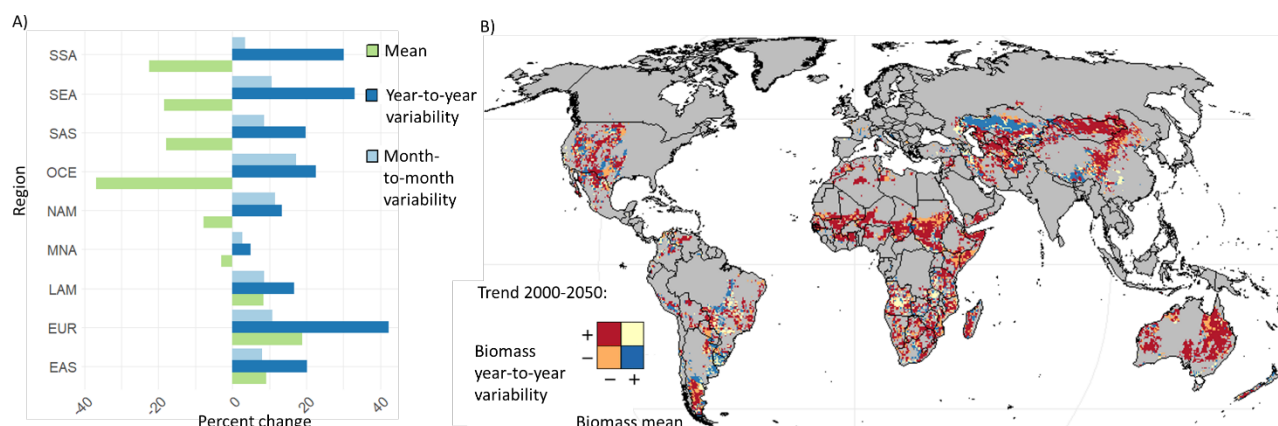 A)
Region
SSA
SEA
SAS
OCE
NAM
MNA
LAM
EUR
EAS
-40
-20
0
20
40
Percent change
Mean
Year-to-year
variability
Month-
to-month
variability
B)
Trend 2000-2050:
+
−
− +
Biomass
year-to-year
variability
Biomass mean